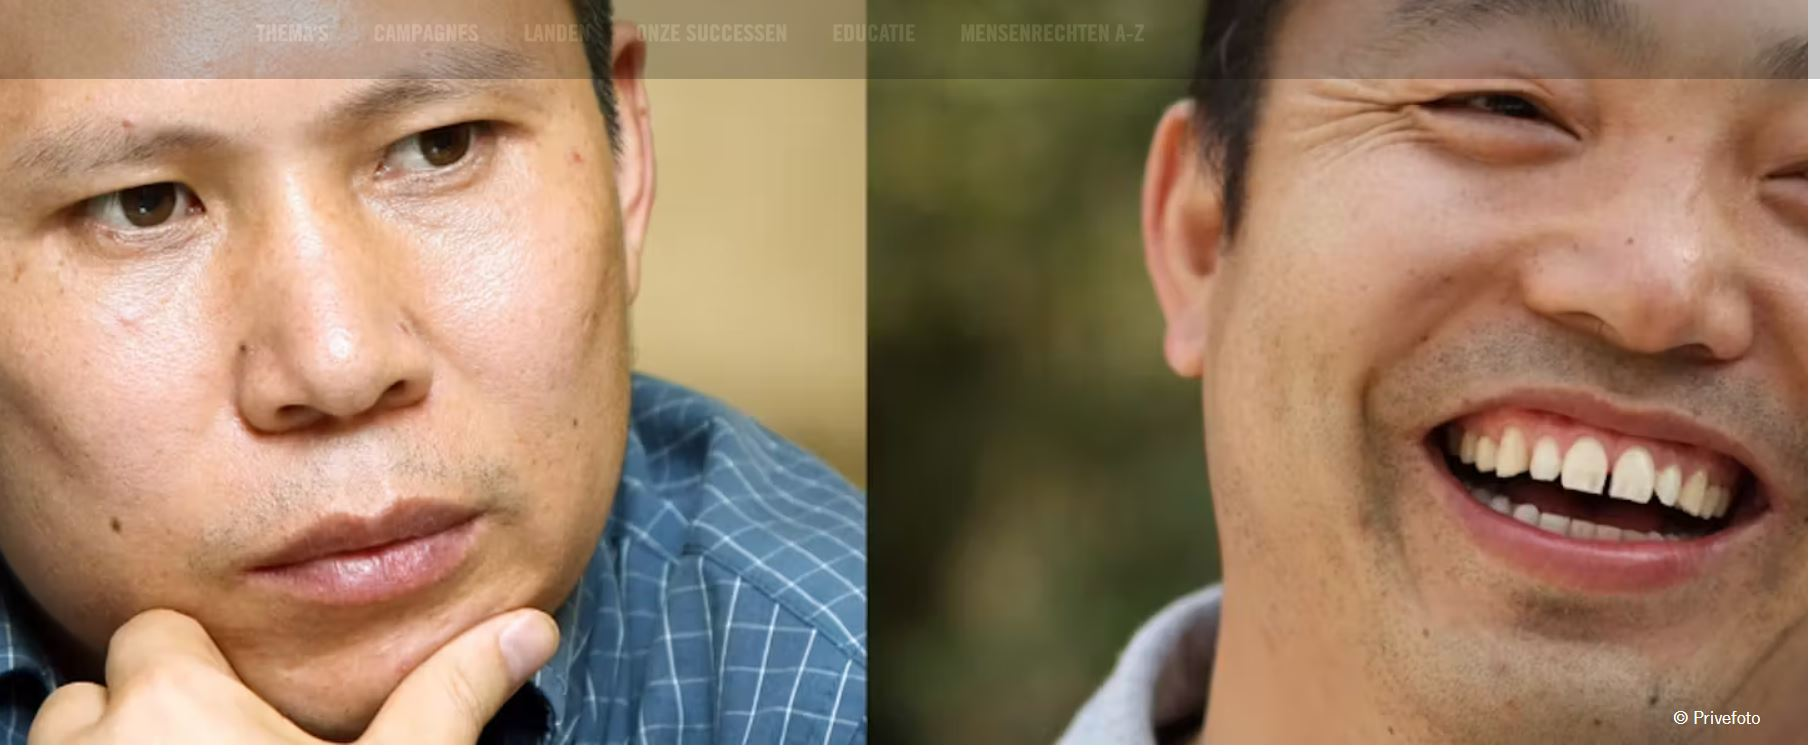 THEMA'S CAMPAGNES LANDEN ONZE SUCCESSEN EDUCATIE MENSENRECHTEN A-Z
© Privefoto